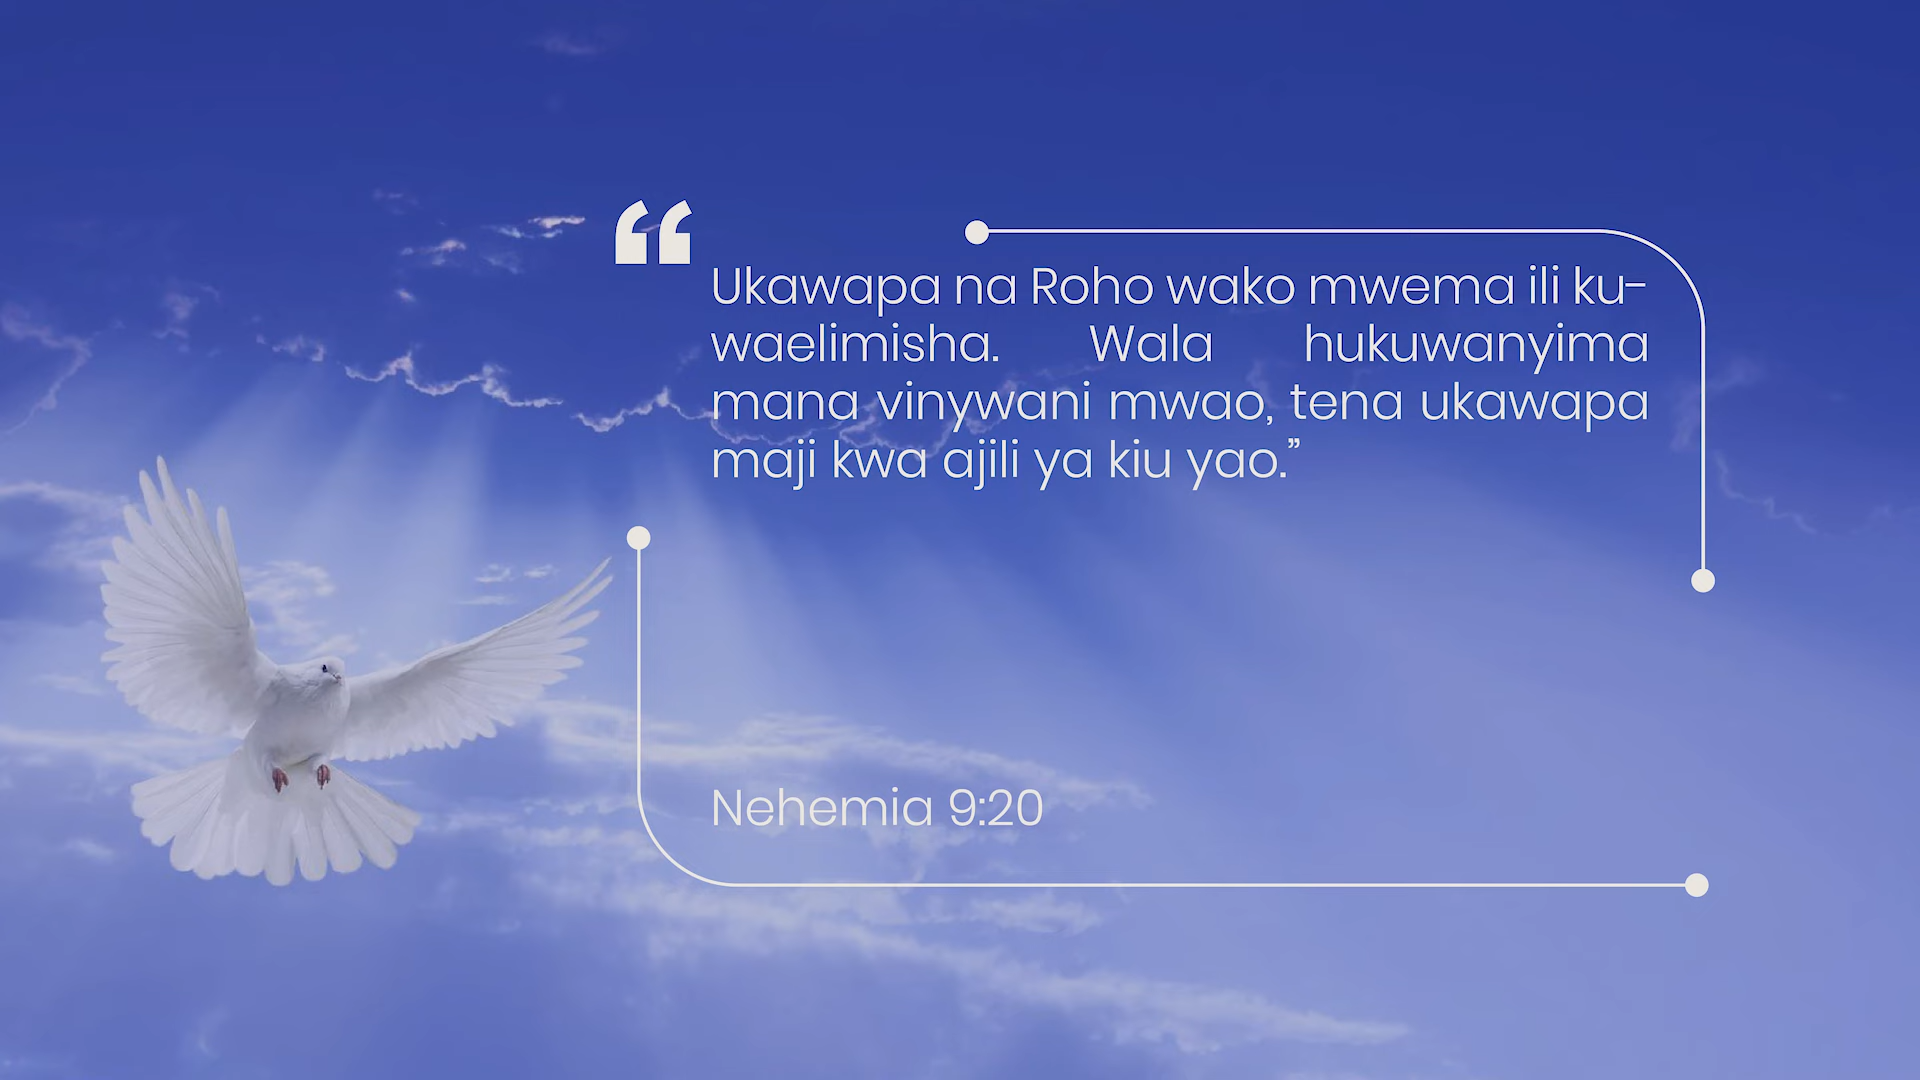 “Ukawapa na Roho wako mwema ili ku-
waelimisha. Wala hukuwanyima
mana vinywani mwao, tena ukawapa
maji kwa ajili ya kiu yao.”
Nehemia 9:20